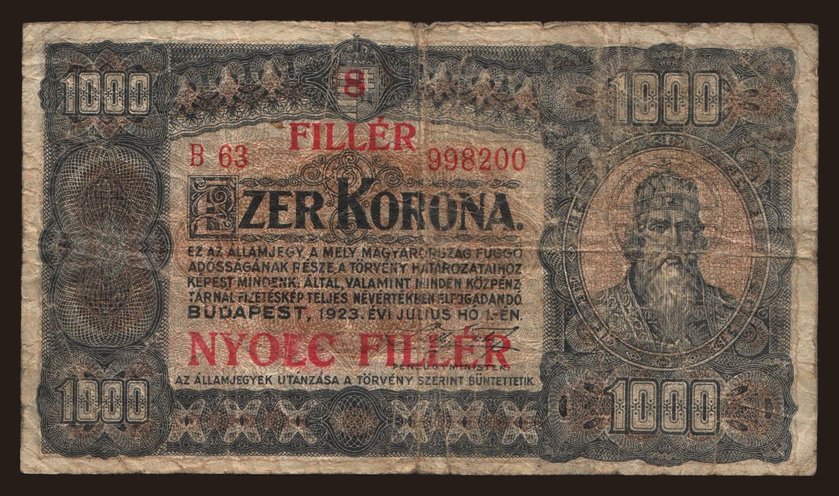 1000 8 1000
FILLÉR
B 63 998200
EZER KORONA.
EZ AZ ÁLLAMJEGY, A MELY MAGYARORSZÁG FÜGGŐ
ADÓSSÁGÁNAK RÉSZE A TÖRVÉNY HATÁROZATAIHOZ
KÉPEST MINDENKI ÁLTAL, VALAMINT MINDEN KÖZPÉNZ-
TÁRNÁL FIZETÉSKÉP TELJES NÉVÉRTÉKBEN ELFOGADANDÓ.
BUDAPEST, 1923. ÉVI JULIUS HÓ 1.-ÉN.
NYOLC FILLÉR
PÉNZÜGYMINISTER.
AZ ÁLLAMJEGYEK UTÁNZÁSA A TÖRVÉNY SZERINT BÜNTETTETIK.
1000 1000